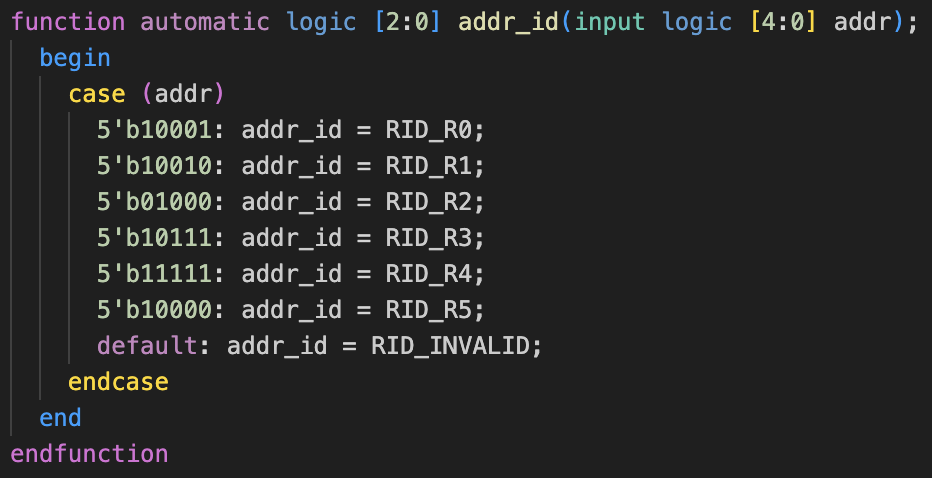 function automatic logic [2:0] addr_id(input logic [4:0] addr);
begin
case (addr)
5'b10001: addr_id = RID_R0;
5'b10010: addr_id = RID_R1;
5'b01000: addr_id = RID_R2;
5'b10111: addr_id = RID_R3;
5'b11111: addr_id = RID_R4;
5'b10000: addr_id = RID_R5;
default: addr_id = RID_INVALID;
endcase
end
endfunction